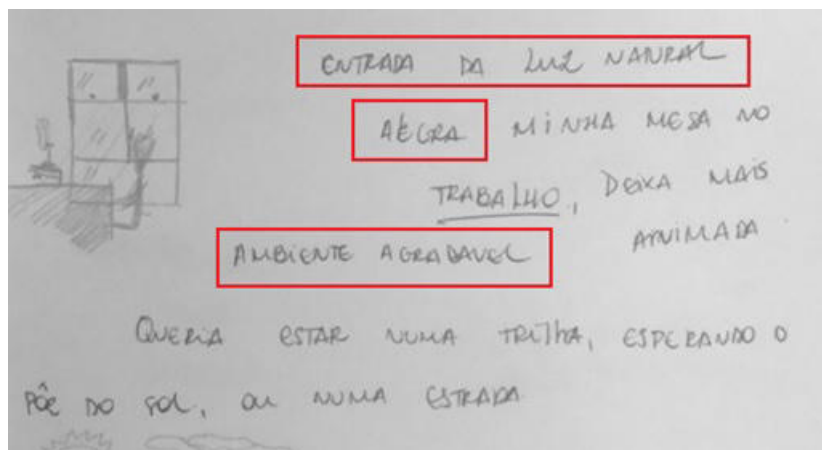 ENTRADA DA LUZ NATURAL
ALEGRA MINHA MESA NO
TRABALHO, DEIXA MAIS
ANIMADA
AMBIENTE AGRADAVEL
QUERIA ESTAR NUMA TRILHA, ESPERANDO O
PÔE DO SOL, OU NUMA ESTRADA